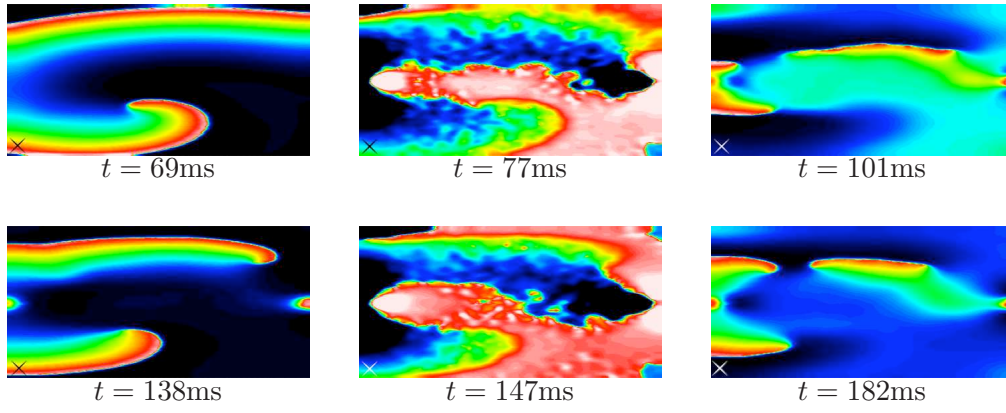 t = 69ms
t = 77ms
t = 101ms
t = 138ms
t = 147ms
t = 182ms